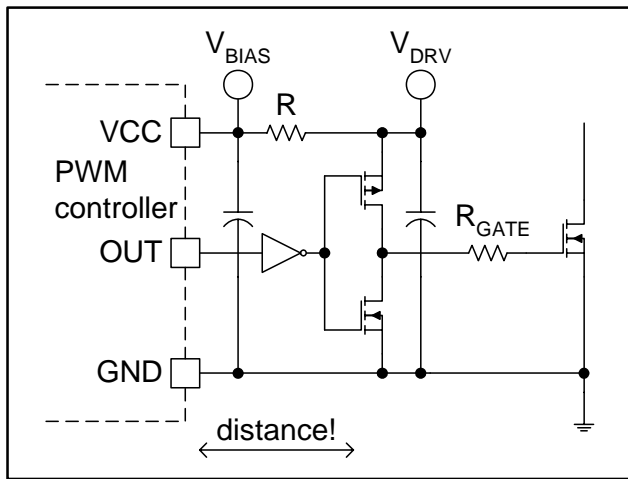 V_BIAS
V_DRV
R
VCC
PWM
controller
R_GATE
OUT
GND
distance!